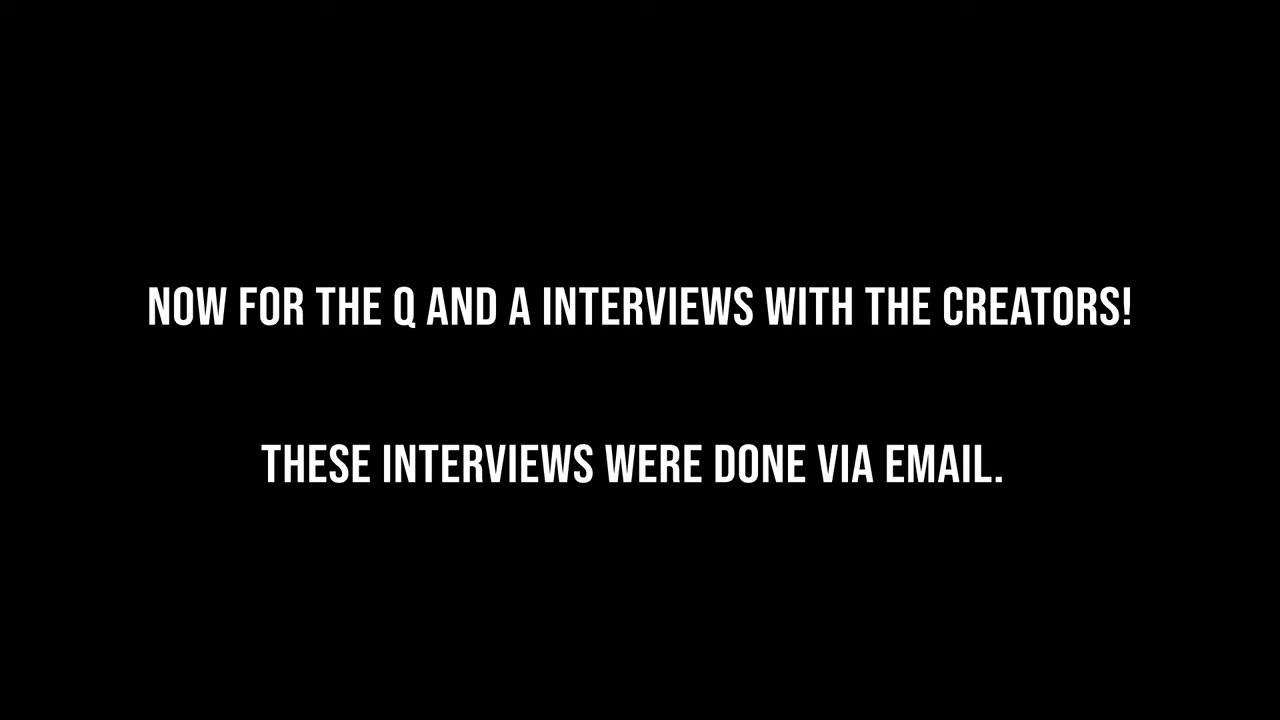 NOW FOR THE Q AND A INTERVIEWS WITH THE CREATORS!
THESE INTERVIEWS WERE DONE VIA EMAIL.